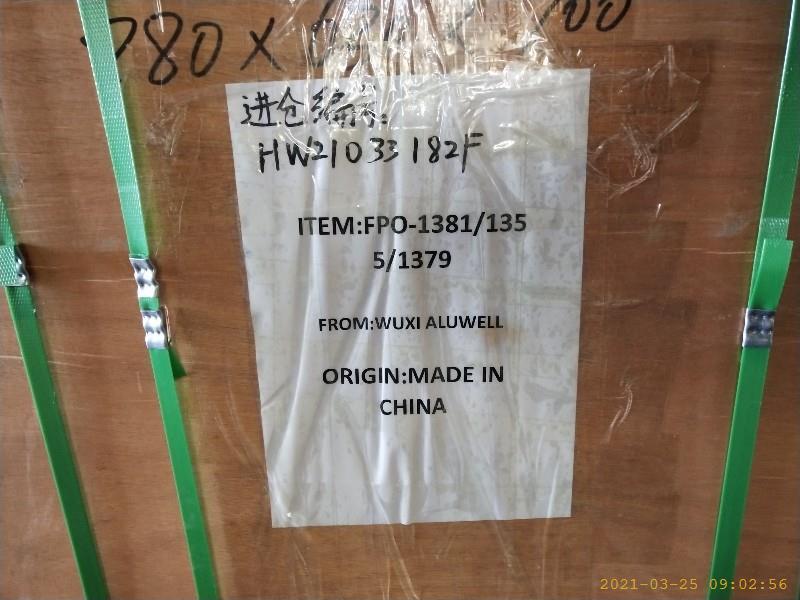 780 X
进仓编号:
HW21033182F
ITEM:FPO-1381/135
5/1379
FROM:WUXI ALUWELL
ORIGIN:MADE IN
CHINA
2021-03-25 09:02:56